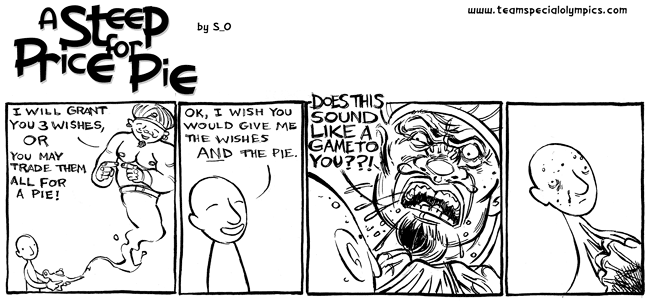 A STEEP
Price for Pie
by S_O
www.teamspecialolympics.com
I WILL GRANT
YOU 3 WISHES,
OR
YOU MAY
TRADE THEM
ALL FOR
A PIE!
OK, I WISH YOU
WOULD GIVE ME
THE WISHES
AND THE PIE.
DOES THIS
SOUND
LIKE A
GAME TO
YOU??!